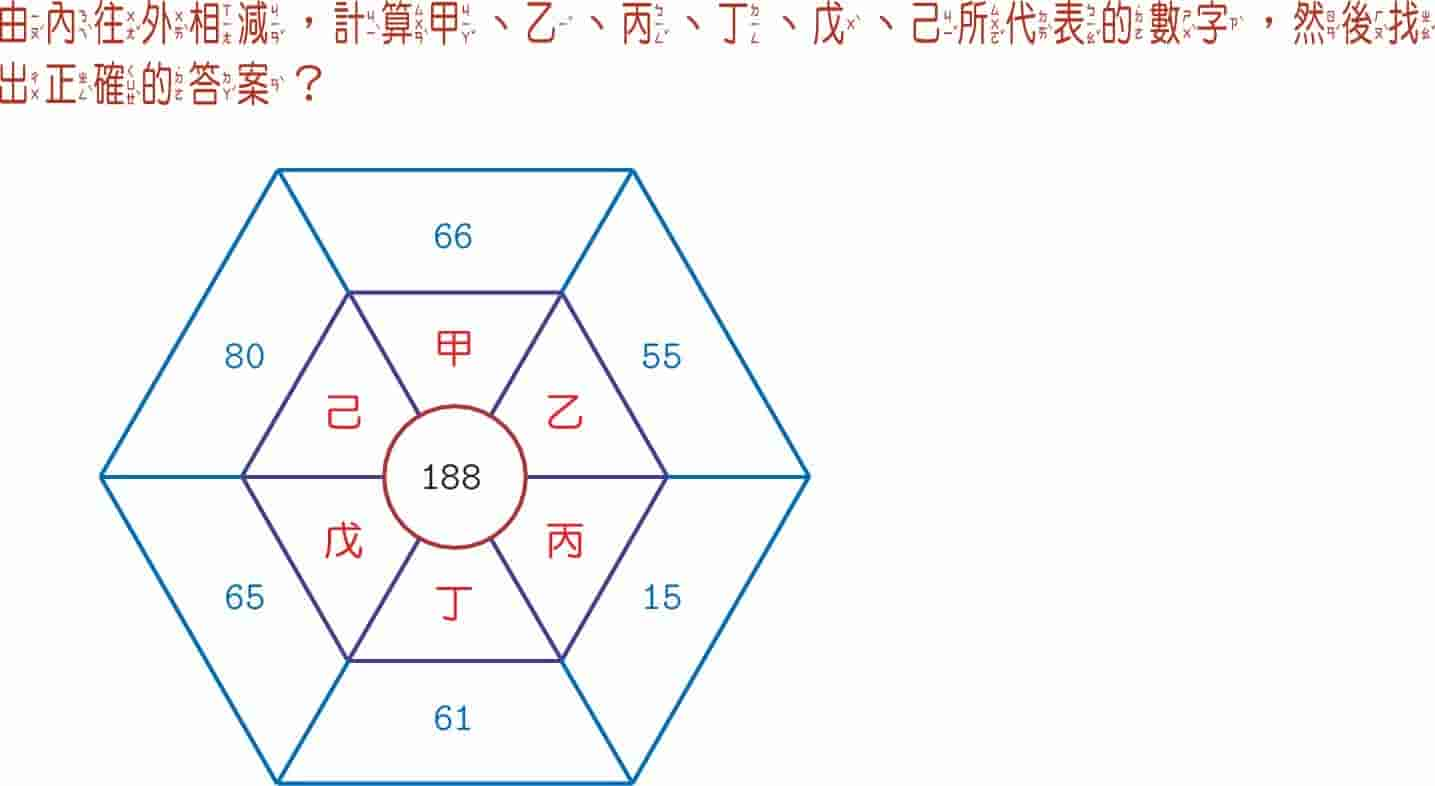 由內往外相減，計算甲、乙、丙、丁、戊、己所代表的數字，然後找
出正確的答案？
66
80
55
甲
己
乙
188
戊
丙
丁
65
15
61